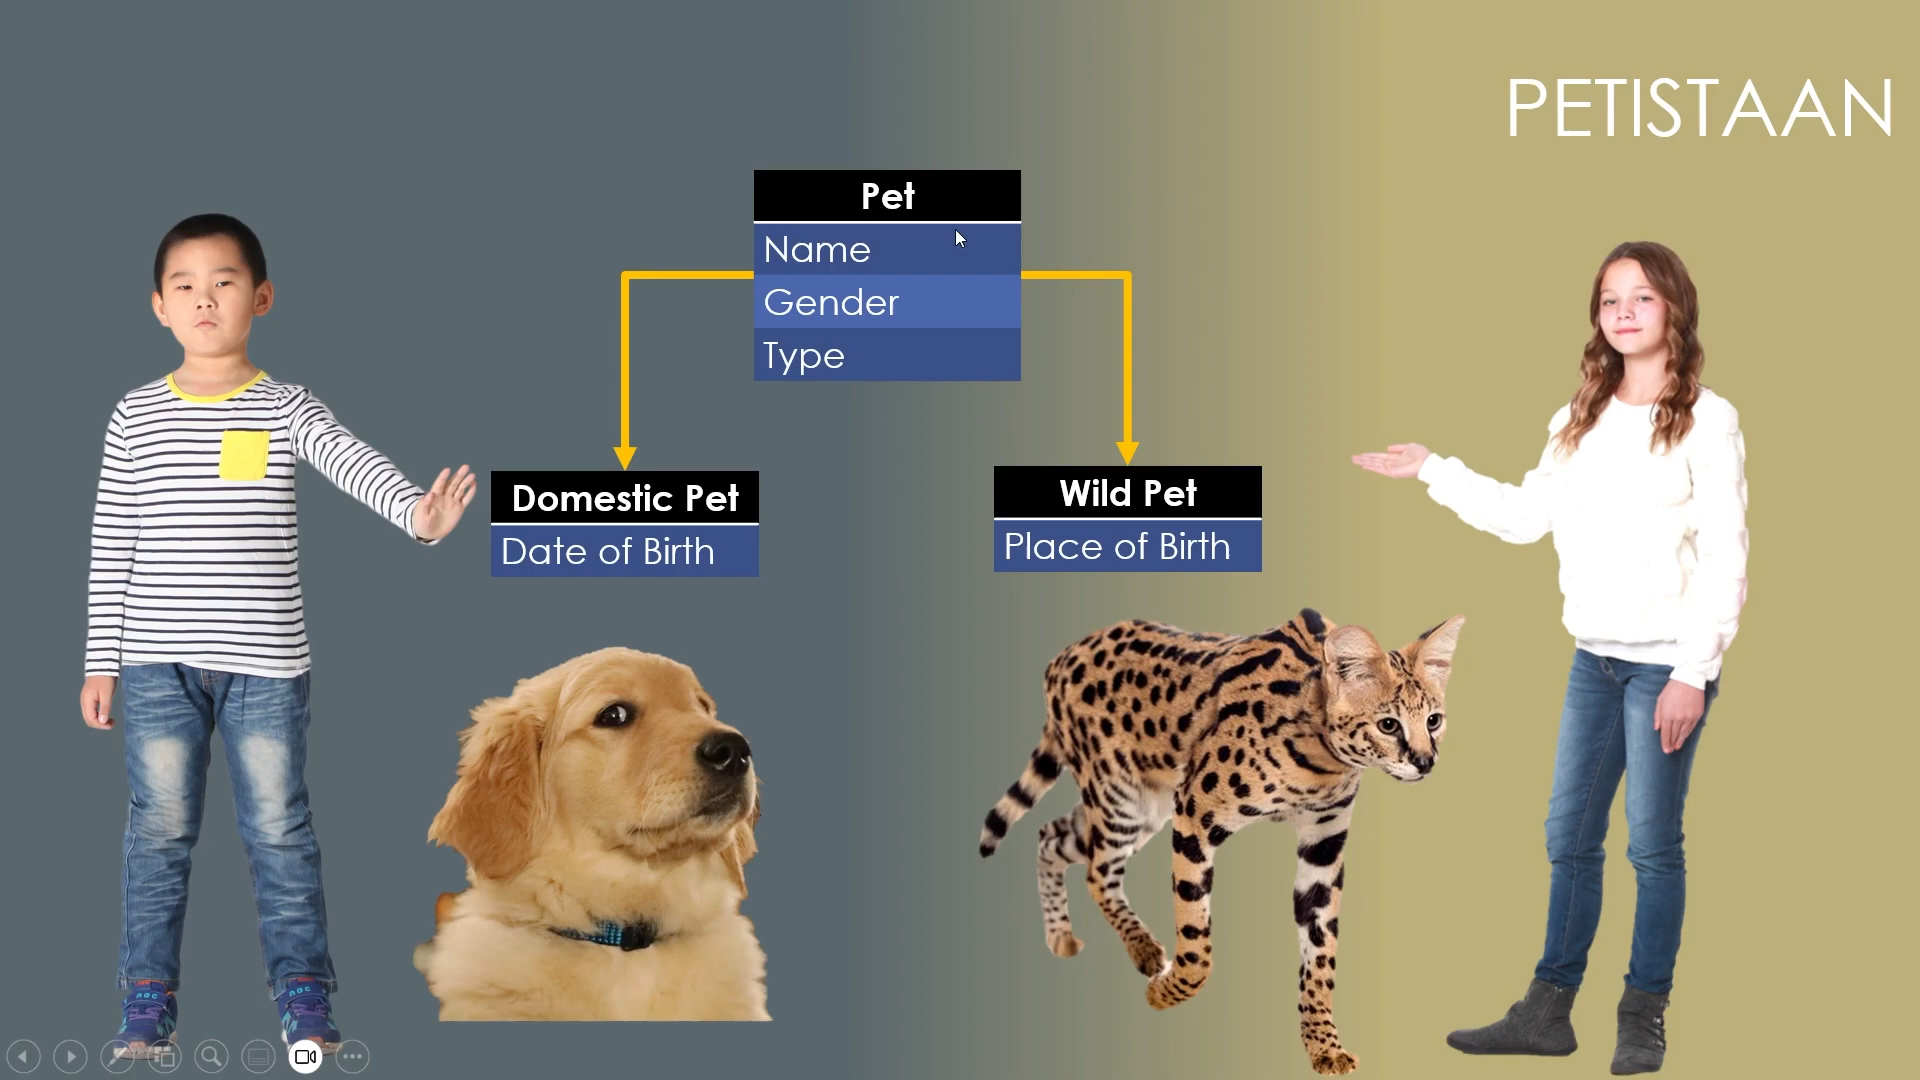 PETISTAAN
Pet
Name
Gender
Type
Domestic Pet
Date of Birth
Wild Pet
Place of Birth